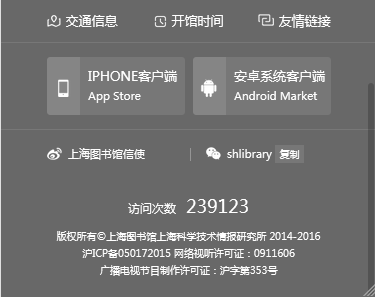 交通信息 开馆时间 友情链接
IPHONE客户端 安卓系统客户端
App Store Android Market
上海图书馆信使 shlibrary 复制
访问次数 239123
版权所有©上海图书馆上海科学技术情报研究所 2014-2016
沪ICP备050172015 网络视听许可证：0911606
广播电视节目制作许可证：沪字第353号